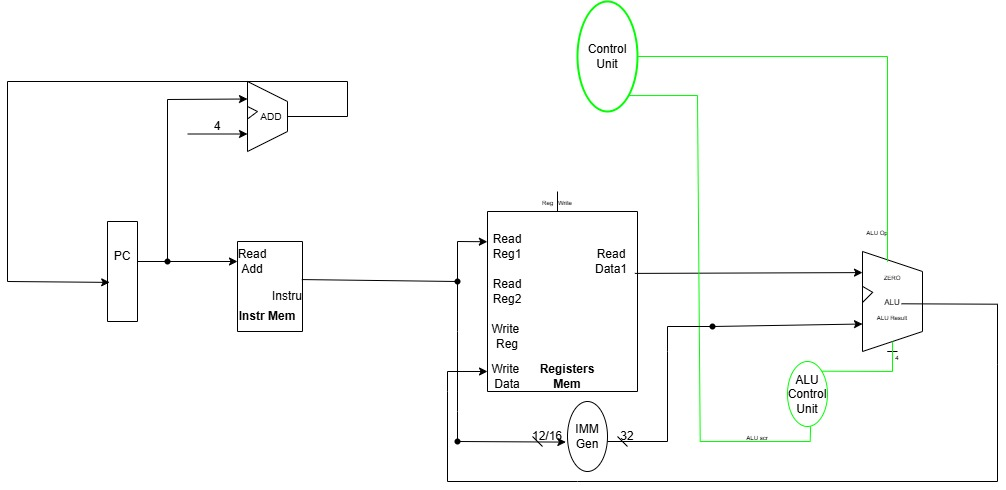 Control
Unit
ADD
4
Reg Write
PC
Read
Add
Instru
Instr Mem
Read
Reg1
Read
Data1
Read
Reg2
Write
Reg
Write
Data
Registers
Mem
ALU Op
ZERO
ALU
ALU Result
4
ALU
Control
Unit
12/16
IMM
Gen
32
ALU scr